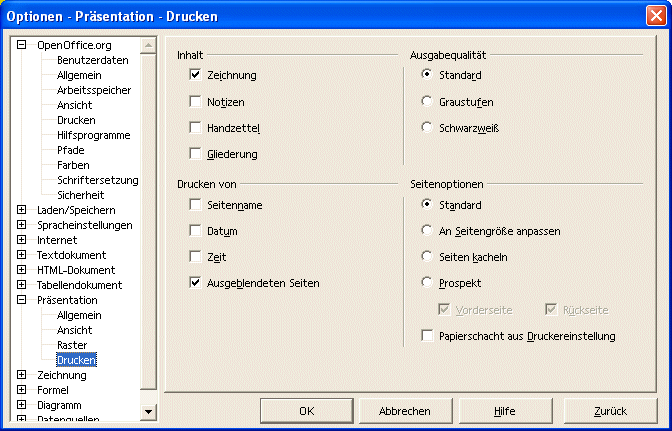 Optionen - Präsentation - Drucken
OpenOffice.org
Benutzerdaten
Allgemein
Arbeitsspeicher
Ansicht
Drucken
Hilfsprogramme
Pfade
Farben
Schriftersetzung
Sicherheit
Laden/Speichern
Spracheinstellungen
Internet
Textdokument
HTML-Dokument
Tabellendokument
Präsentation
Allgemein
Ansicht
Raster
Drucken
Zeichnung
Formel
Diagramm
Datenquellen
Inhalt
Zeichnung
Notizen
Handzettel
Gliederung
Ausgabequalität
Standard
Graustufen
Schwarzweiß
Drucken von
Seitenname
Datum
Zeit
Ausgeblendeten Seiten
Seitenoptionen
Standard
An Seitengröße anpassen
Seiten kacheln
Prospekt
Vorderseite Rückseite
Papierschacht aus Druckereinstellung
OK Abbrechen Hilfe Zurück